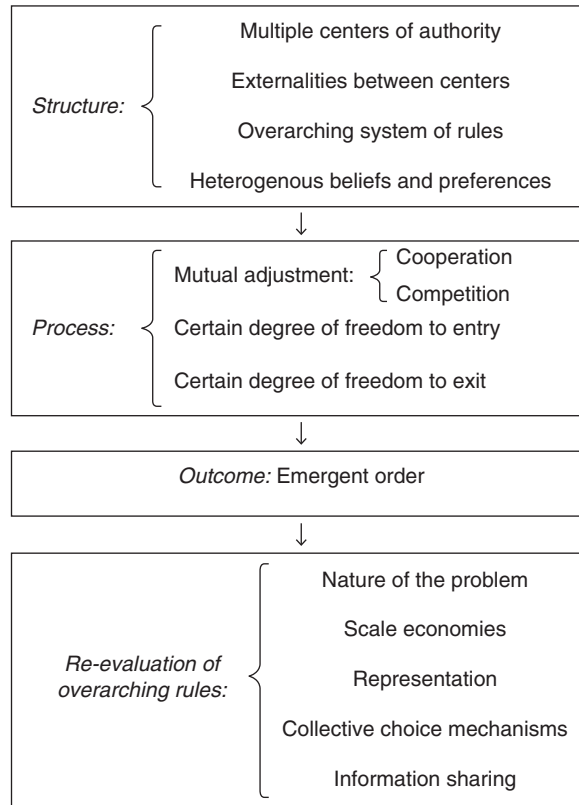 Structure:
Multiple centers of authority
Externalities between centers
Overarching system of rules
Heterogenous beliefs and preferences
Process:
Mutual adjustment:
Cooperation
Competition
Certain degree of freedom to entry
Certain degree of freedom to exit
Outcome: Emergent order
Re-evaluation of
overarching rules:
Nature of the problem
Scale economies
Representation
Collective choice mechanisms
Information sharing